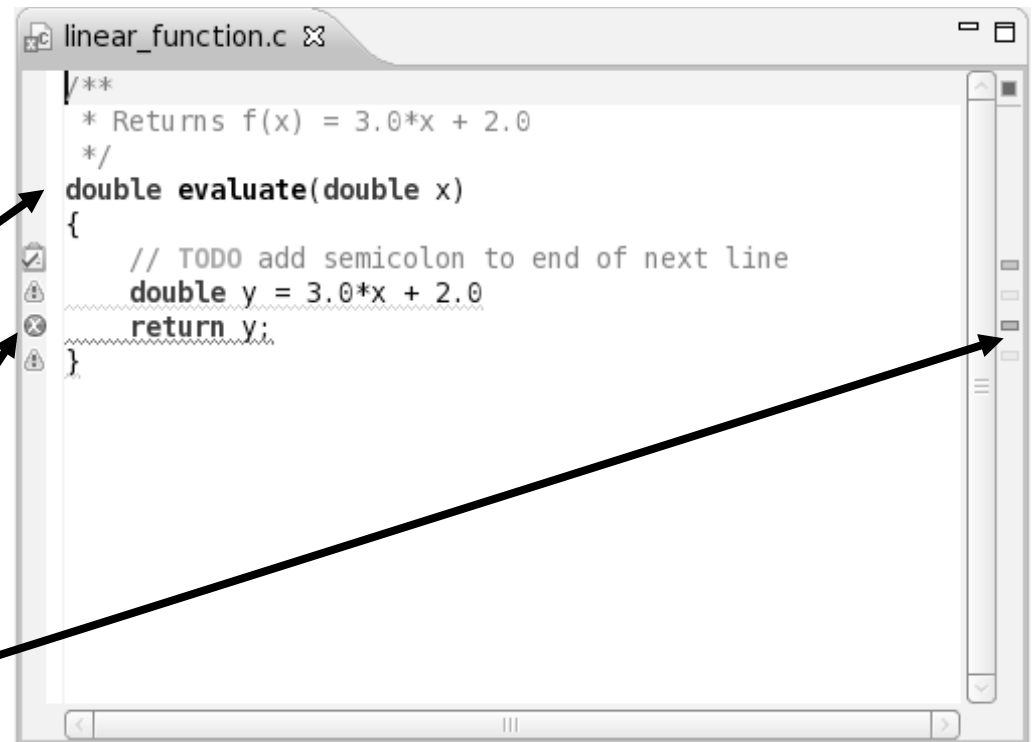 linear_function.c
/**
 * Returns f(x) = 3.0*x + 2.0
 */
double evaluate(double x)
{
    // TODO add semicolon to end of next line
    double y = 3.0*x + 2.0
    return y;
}